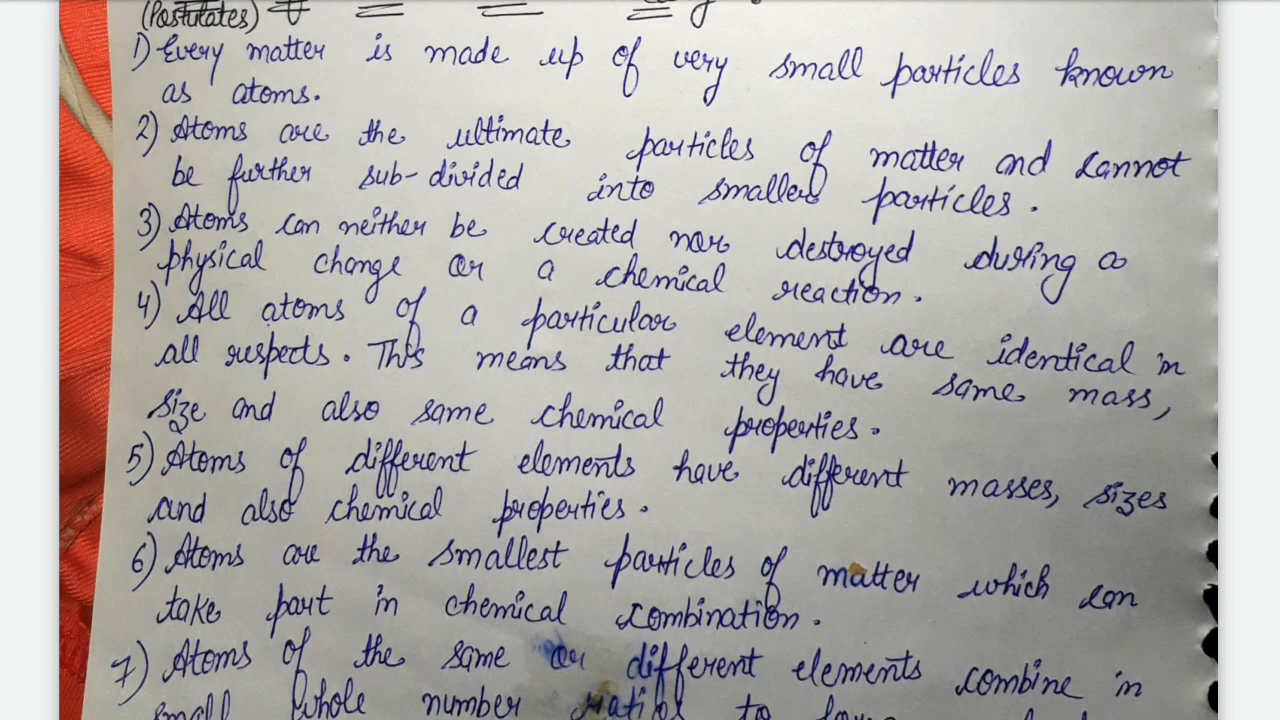 (Postulates)
1) Every matter is made up of very small particles known
as atoms.
2) Atoms are the ultimate particles of matter and cannot
be further sub-divided into smaller particles.
3) Atoms can neither be created nor destroyed during a
physical change or a chemical reaction.
4) All atoms of a particular element are identical in
all respects. This means that they have same mass,
size and also same chemical properties.
5) Atoms of different elements have different masses, sizes
and also chemical properties.
6) Atoms are the smallest particles of matter which can
take part in chemical combination.
7) Atoms of the same or different elements combine in
small whole number ratios to